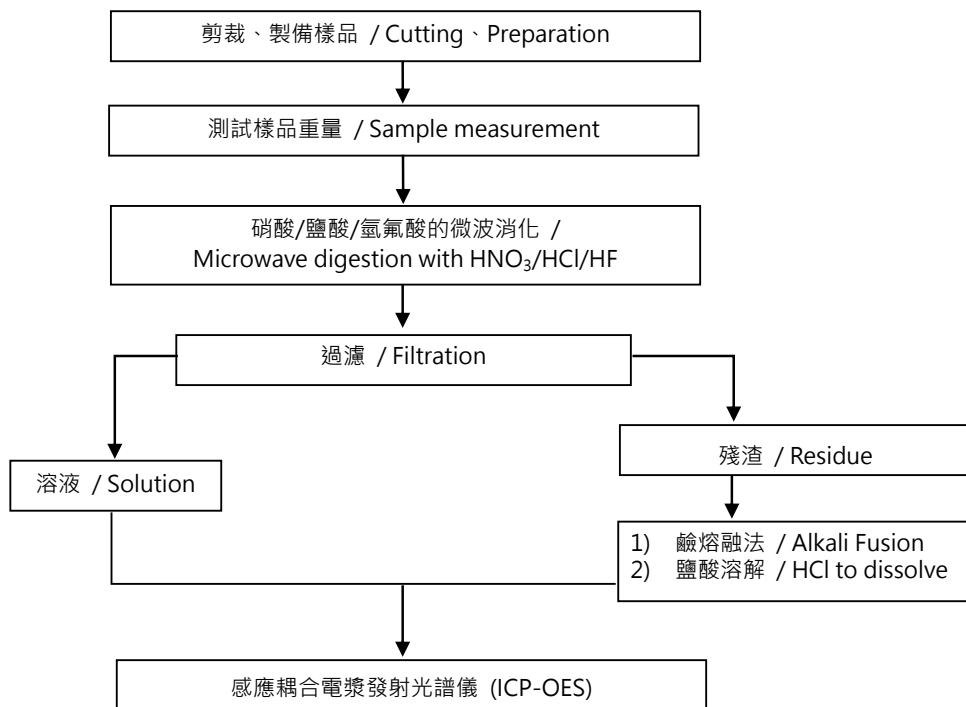 剪裁、製備樣品 / Cutting、Preparation
測試樣品重量 / Sample measurement
硝酸/鹽酸/氫氟酸的微波消化 /
Microwave digestion with HNO₃/HCl/HF
過濾 / Filtration
溶液 / Solution
殘渣 / Residue
1) 鹼熔融法 / Alkali Fusion
2) 鹽酸溶解 / HCl to dissolve
感應耦合電漿發射光譜儀 (ICP-OES)